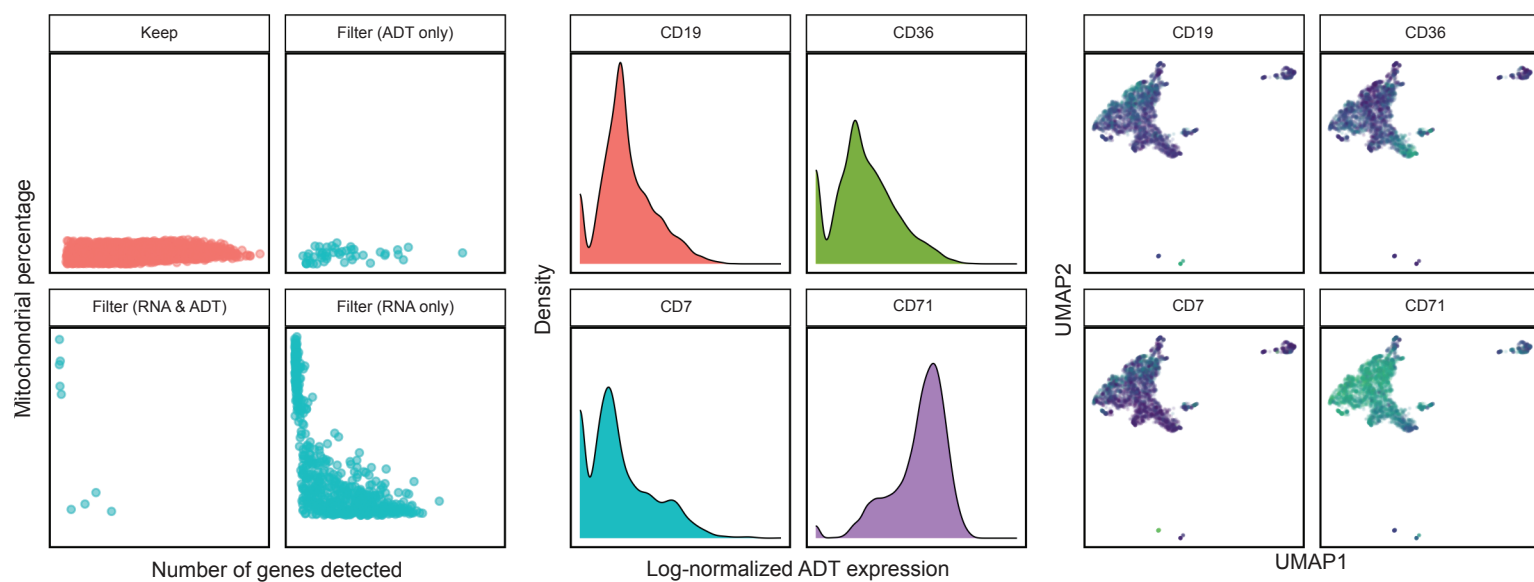 Keep
Filter (ADT only)
Filter (RNA & ADT)
Filter (RNA only)
Mitochondrial percentage
Number of genes detected
CD19
CD36
CD7
CD71
Density
Log-normalized ADT expression
CD19
CD36
CD7
CD71
UMAP2
UMAP1